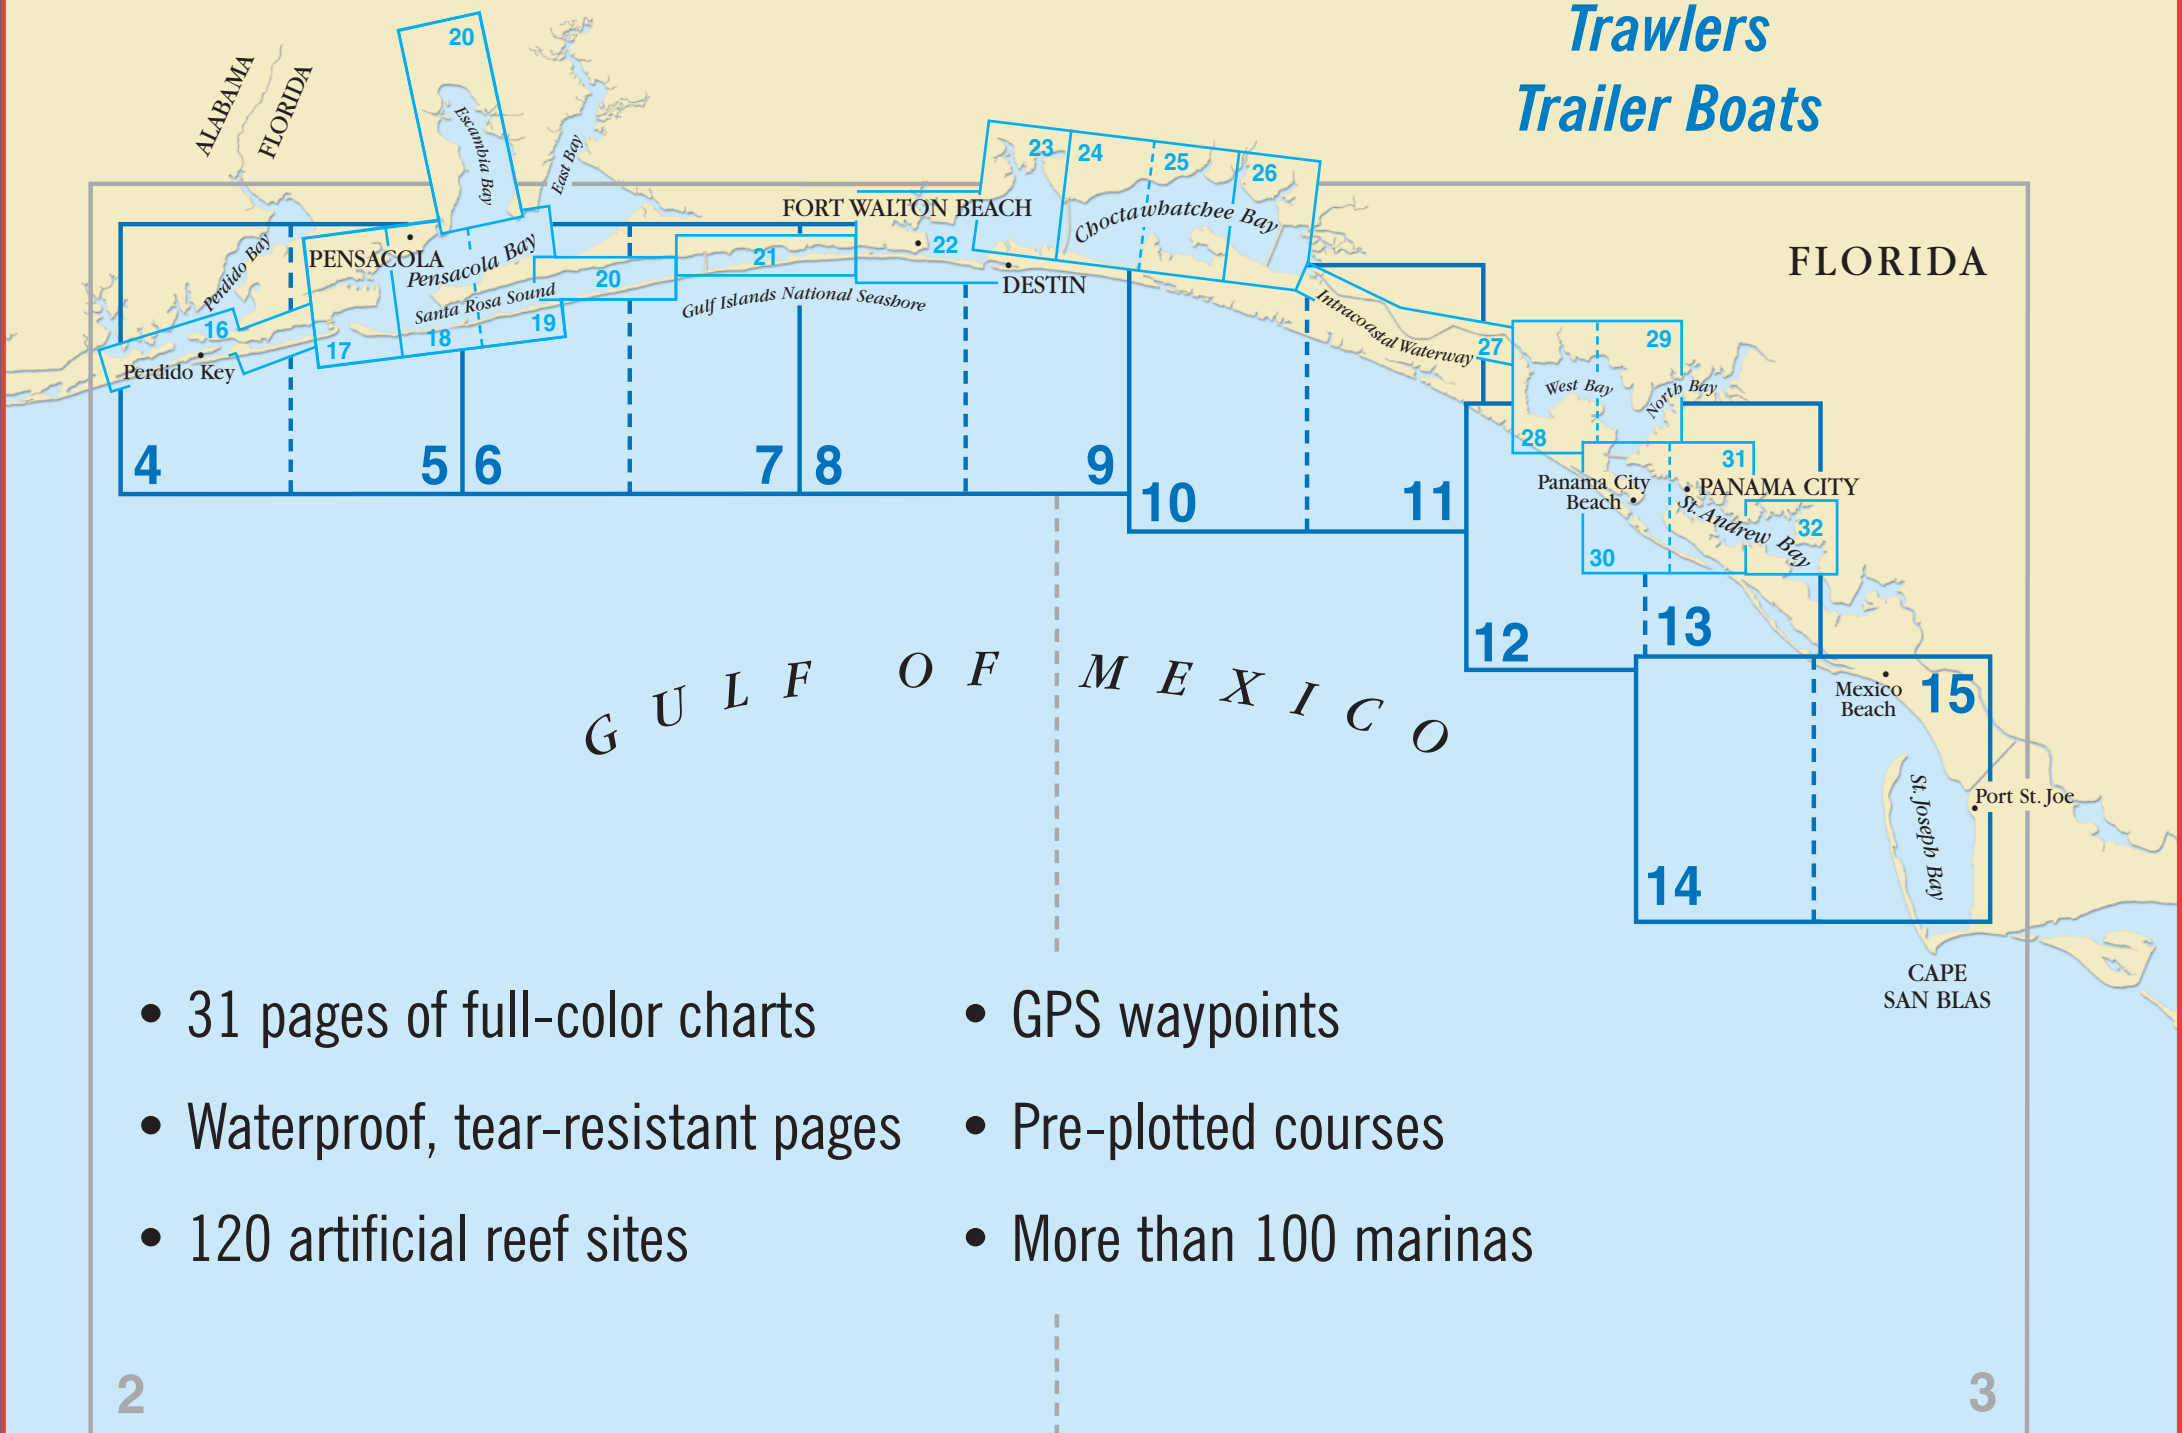 Trawlers
Trailer Boats
ALABAMA
FLORIDA
20
Escambia Bay
East Bay
23
24
25
26
FORT WALTON BEACH
Choctawhatchee Bay
PENSACOLA
Pensacola Bay
Perdido Bay
22
21
20
DESTIN
FLORIDA
Santa Rosa Sound
Gulf Islands National Seashore
16
17
18
19
Perdido Key
Intracoastal Waterway
27
29
West Bay
North Bay
28
31
Panama City
Beach
PANAMA CITY
St. Andrew Bay
32
30
4
5
6
7
8
9
10
11
12
13
GULF OF MEXICO
Mexico
Beach
15
St. Joseph Bay
Port St. Joe
14
CAPE
SAN BLAS
• 31 pages of full-color charts
• Waterproof, tear-resistant pages
• 120 artificial reef sites
• GPS waypoints
• Pre-plotted courses
• More than 100 marinas
2
3